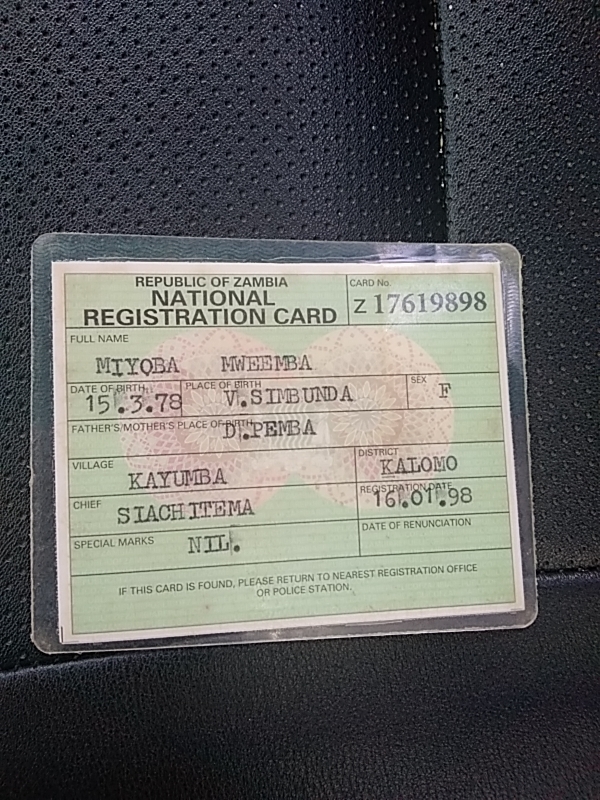 REPUBLIC OF ZAMBIA
NATIONAL
REGISTRATION CARD
CARD No.
Z 17619898
FULL NAME
MIYOBA MWEEMBA
DATE OF BIRTH
15.3.78
PLACE OF BIRTH
V.SIMBUNDA
SEX
F
FATHER'S/MOTHER'S PLACE OF BIRTH
D.PEMBA
VILLAGE
KAYUMBA
DISTRICT
KALOMO
CHIEF
SIACHITEMA
REGISTRATION DATE
16.01.98
SPECIAL MARKS
NIL.
DATE OF RENUNCIATION
IF THIS CARD IS FOUND, PLEASE RETURN TO NEAREST REGISTRATION OFFICE
OR POLICE STATION.